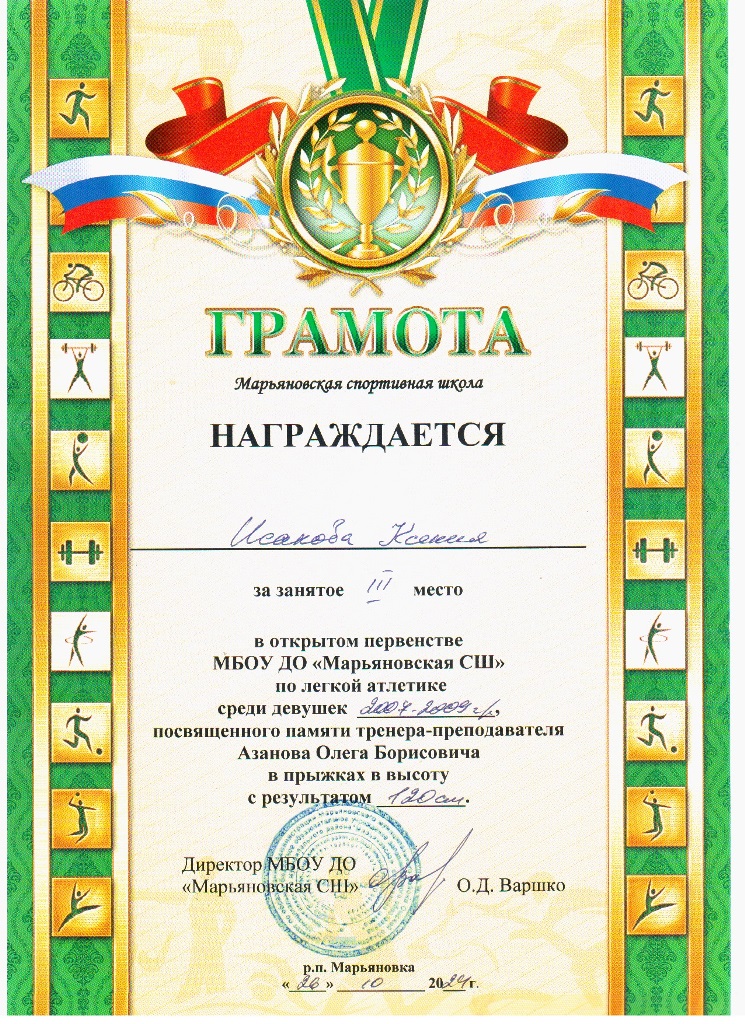 ГРАМОТА
Марьяновская спортивная школа
НАГРАЖДАЕТСЯ
Исакова Ксения
за занятое III место
в открытом первенстве
МБОУ ДО «Марьяновская СШ»
по легкой атлетике
среди девушек 2007-2009 г/р,
посвященного памяти тренера-преподавателя
Азанова Олега Борисовича
в прыжках в высоту
с результатом 120 см.
Директор МБОУ ДО
«Марьяновская СШ» О.Д. Варшко
р.п. Марьяновка
«26» 10 2024 г.